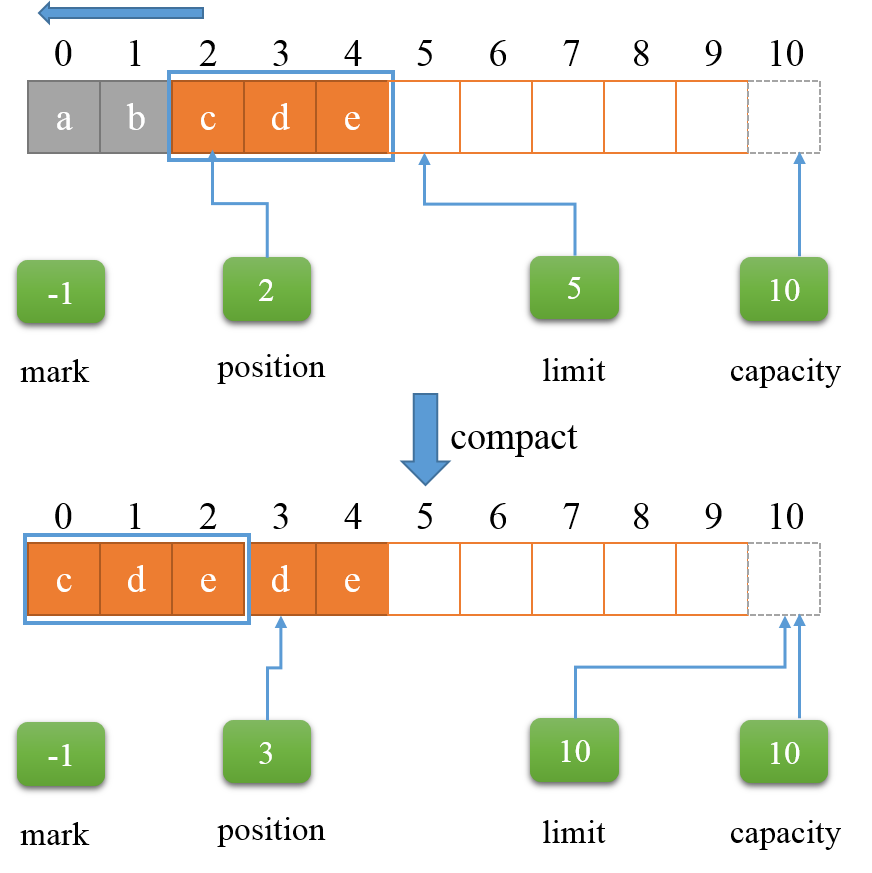 0 1 2 3 4 5 6 7 8 9 10
a b c d e
-1 2 5 10
mark position limit capacity
compact
0 1 2 3 4 5 6 7 8 9 10
c d e d e
-1 3 10 10
mark position limit capacity